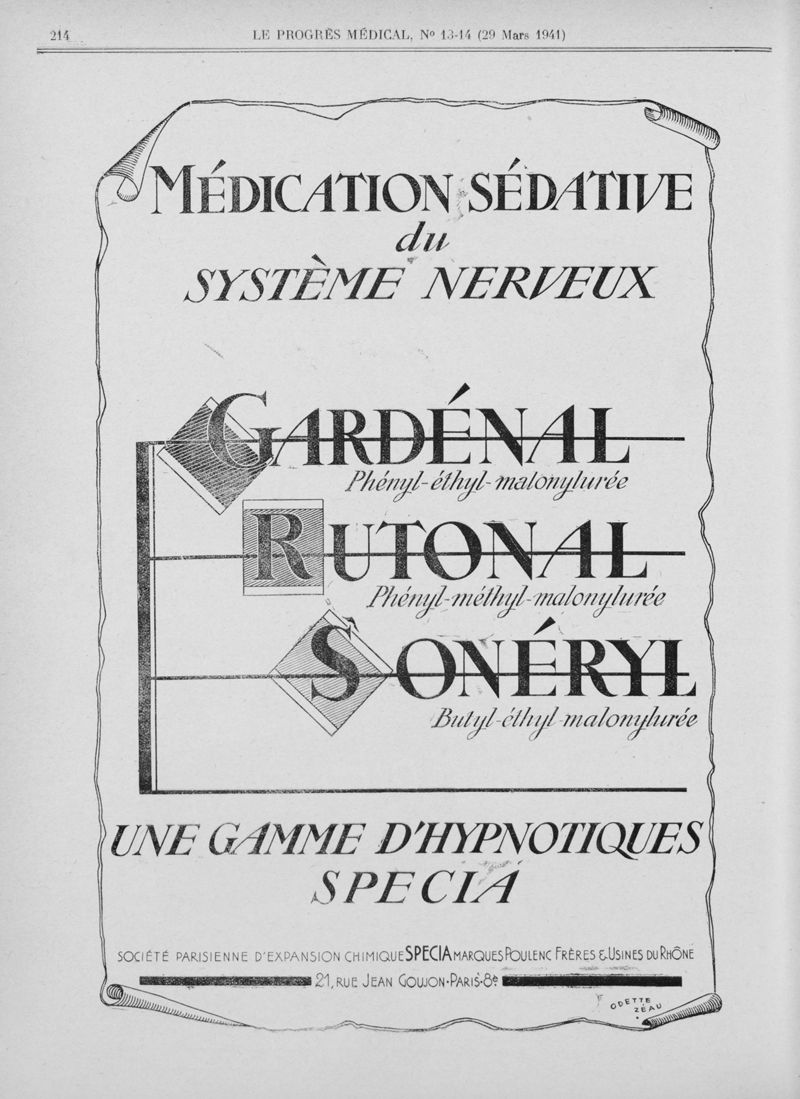 214
LE PROGRÈS MÉDICAL, Nº 13-14 (29 Mars 1941)
MÉDICATION SÉDATIVE
du
SYSTÈME NERVEUX
GARDÉNAL
Phényl-éthyl-malonylurée
RUTONAL
Phényl-méthyl-malonylurée
SONÉRYL
Butyl-éthyl-malonylurée
UNE GAMME D'HYPNOTIQUES
SPECIA
SOCIÉTÉ PARISIENNE D'EXPANSION CHIMIQUE SPECIA MARQUES POULENC FRÈRES & USINES DU RHÔNE
21, RUE JEAN GOUJON·PARIS·8e
ODETTE
ZÉAU